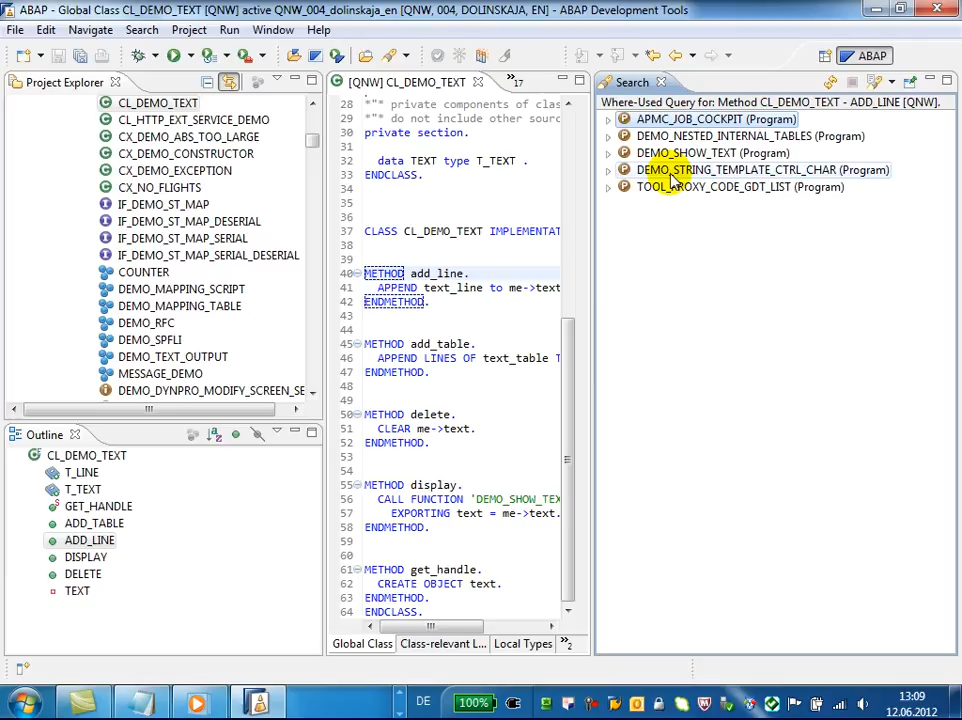 ABAP - Global Class CL_DEMO_TEXT [QNW] active QNW_004_dolinskaja_en [QNW, 004, DOLINSKAJA, EN] - ABAP Development Tools
File Edit Navigate Search Project Run Window Help
ABAP
Project Explorer
CL_DEMO_TEXT
CL_HTTP_EXT_SERVICE_DEMO
CX_DEMO_ABS_TOO_LARGE
CX_DEMO_CONSTRUCTOR
CX_DEMO_EXCEPTION
CX_NO_FLIGHTS
IF_DEMO_ST_MAP
IF_DEMO_ST_MAP_DESERIAL
IF_DEMO_ST_MAP_SERIAL
IF_DEMO_ST_MAP_SERIAL_DESERIAL
COUNTER
DEMO_MAPPING_SCRIPT
DEMO_MAPPING_TABLE
DEMO_RFC
DEMO_SPFLI
DEMO_TEXT_OUTPUT
MESSAGE_DEMO
DEMO_DYNPRO_MODIFY_SCREEN_SE
Outline
CL_DEMO_TEXT
T_LINE
T_TEXT
GET_HANDLE
ADD_TABLE
ADD_LINE
DISPLAY
DELETE
TEXT
[QNW] CL_DEMO_TEXT
17
28 *"* private components of clas
29 *"* do not include other sourc
30 private section.
31
32 data TEXT type T_TEXT .
33 ENDCLASS.
34
35
36
37 CLASS CL_DEMO_TEXT IMPLEMENTAT
38
39
40 METHOD add_line.
41 APPEND text_line to me->text
42 ENDMETHOD.
43
44
45 METHOD add_table.
46 APPEND LINES OF text_table T
47 ENDMETHOD.
48
49
50 METHOD delete.
51 CLEAR me->text.
52 ENDMETHOD.
53
54
55 METHOD display.
56 CALL FUNCTION 'DEMO_SHOW_TEX
57 EXPORTING text = me->text.
58 ENDMETHOD.
59
60
61 METHOD get_handle.
62 CREATE OBJECT text.
63 ENDMETHOD.
64 ENDCLASS.
Global Class Class-relevant L... Local Types 2
Search
Where-Used Query for: Method CL_DEMO_TEXT - ADD_LINE [QNW].
APMC_JOB_COCKPIT (Program)
DEMO_NESTED_INTERNAL_TABLES (Program)
DEMO_SHOW_TEXT (Program)
DEMO_STRING_TEMPLATE_CTRL_CHAR (Program)
TOOL_PROXY_CODE_GDT_LIST (Program)
DE 100% 13:09
12.06.2012